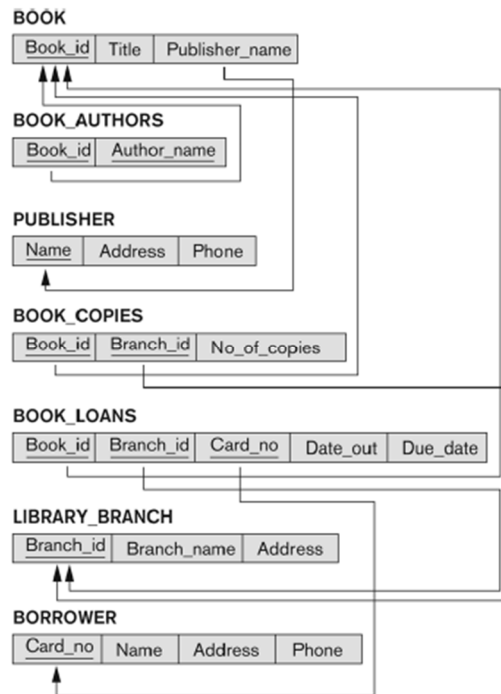 BOOK
Book_id Title Publisher_name
BOOK_AUTHORS
Book_id Author_name
PUBLISHER
Name Address Phone
BOOK_COPIES
Book_id Branch_id No_of_copies
BOOK_LOANS
Book_id Branch_id Card_no Date_out Due_date
LIBRARY_BRANCH
Branch_id Branch_name Address
BORROWER
Card_no Name Address Phone